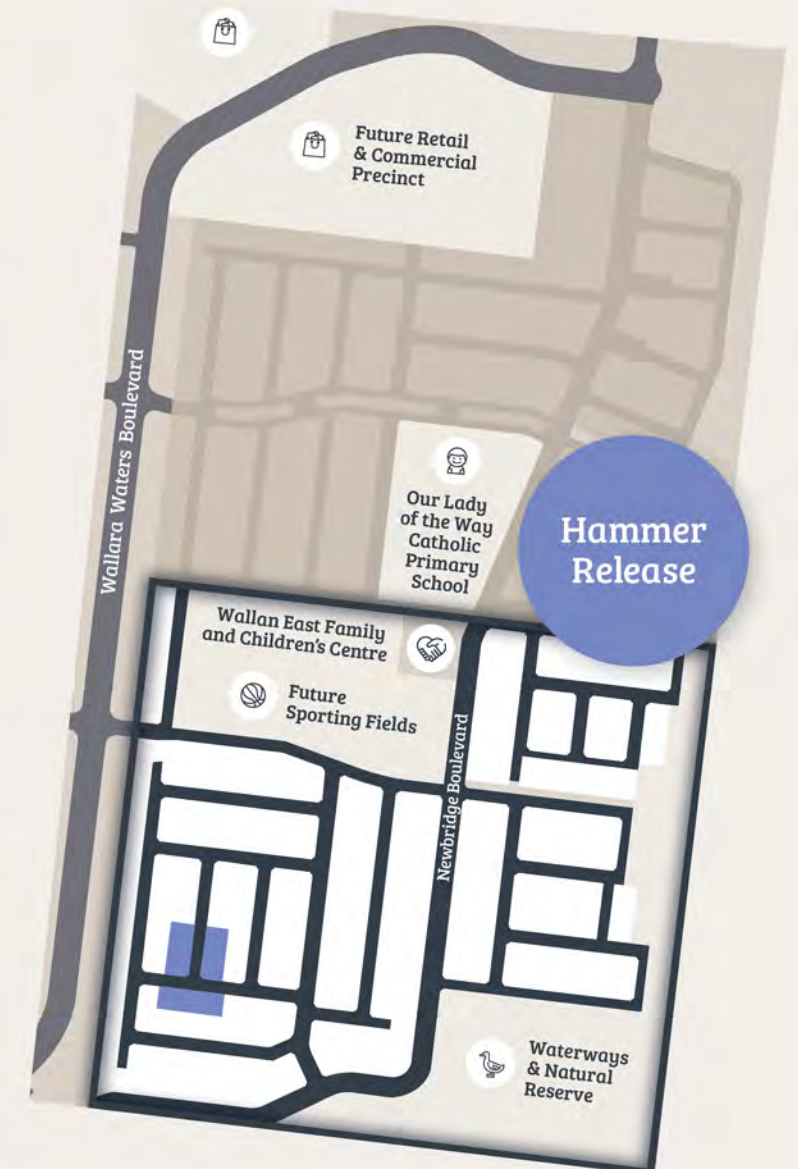 Future Retail
& Commercial
Precinct
Wallara Waters Boulevard
Our Lady
of the Way
Catholic
Primary
School
Hammer
Release
Wallan East Family
and Children's Centre
Future
Sporting Fields
Newbridge Boulevard
Waterways
& Natural
Reserve